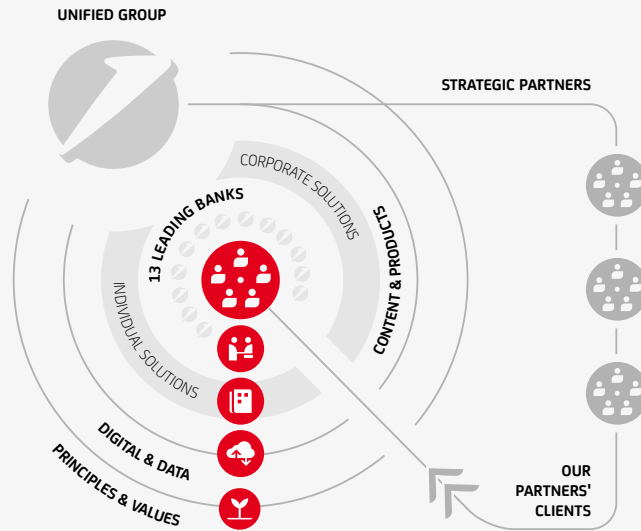 UNIFIED GROUP
STRATEGIC PARTNERS
CORPORATE SOLUTIONS
13 LEADING BANKS
CONTENT & PRODUCTS
INDIVIDUAL SOLUTIONS
DIGITAL & DATA
PRINCIPLES & VALUES
OUR
PARTNERS'
CLIENTS